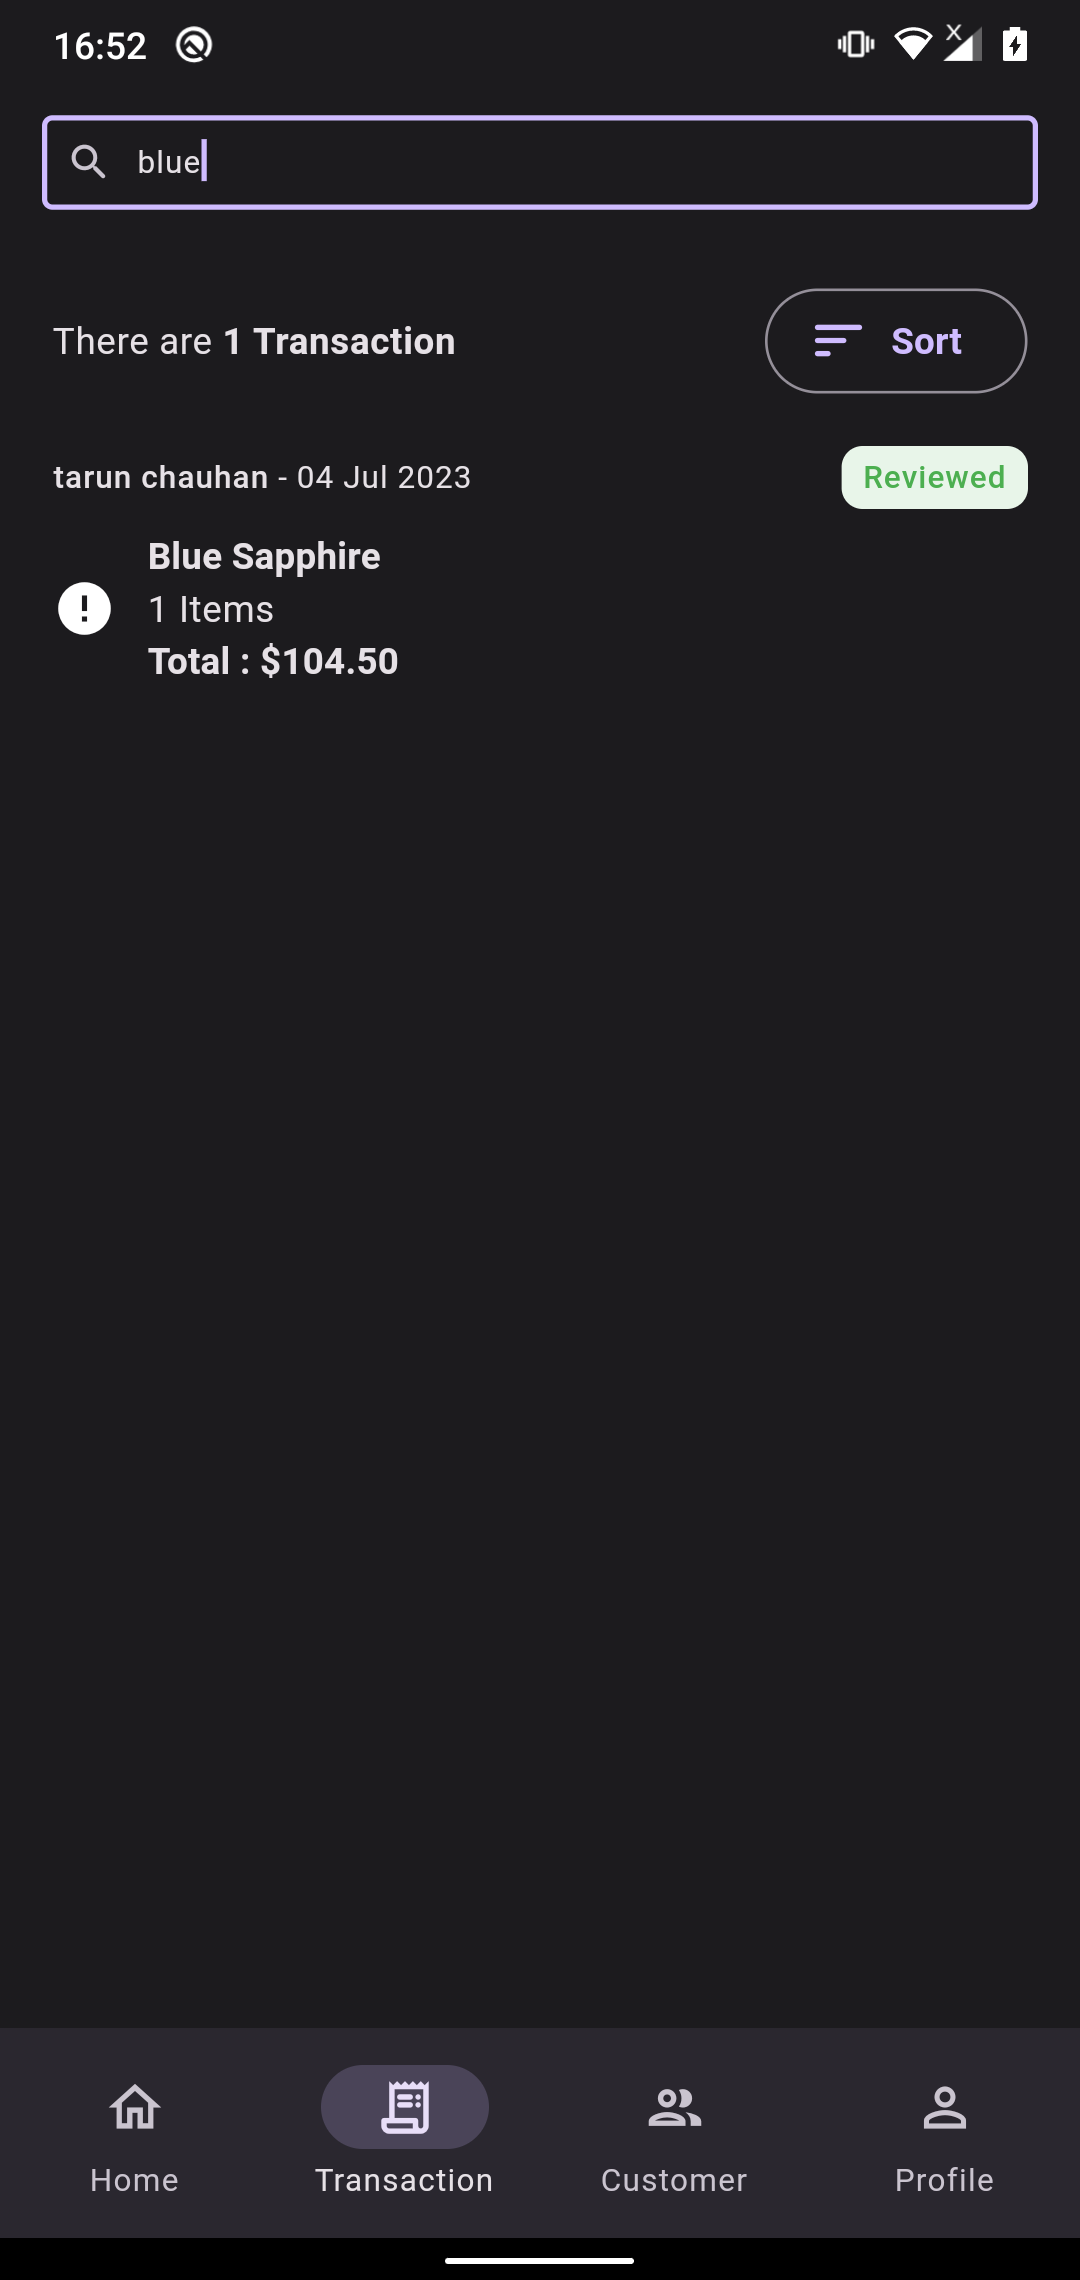 16:52
blue
There are 1 Transaction
Sort
tarun chauhan - 04 Jul 2023
Reviewed
Blue Sapphire
1 Items
Total : $104.50
Home
Transaction
Customer
Profile